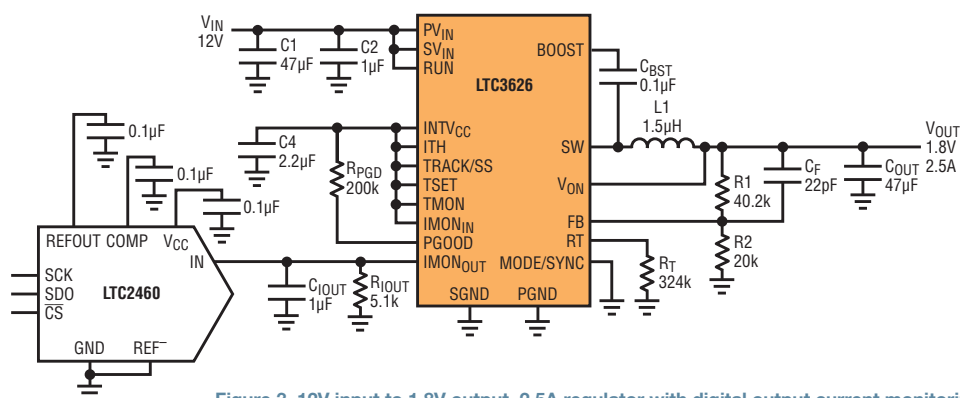 VIN
12V
C1
47µF
C2
1µF
PVIN
SVIN
RUN
BOOST
LTC3626
CBST
0.1µF
L1
1.5µH
0.1µF
0.1µF
0.1µF
C4
2.2µF
RPGD
200k
INTVCC
ITH
TRACK/SS
TSET
TMON
IMONIN
PGOOD
IMONOUT
SW
VON
FB
RT
MODE/SYNC
SGND
PGND
VOUT
1.8V
2.5A
R1
40.2k
CF
22pF
COUT
47µF
R2
20k
RT
324k
REFOUT
COMP
VCC
IN
SCK
SDO
CS
LTC2460
GND
REF–
CIOUT
1µF
RIOUT
5.1k
Figure 3. 12V input to 1.8V output, 2.5A regulator with digital output current